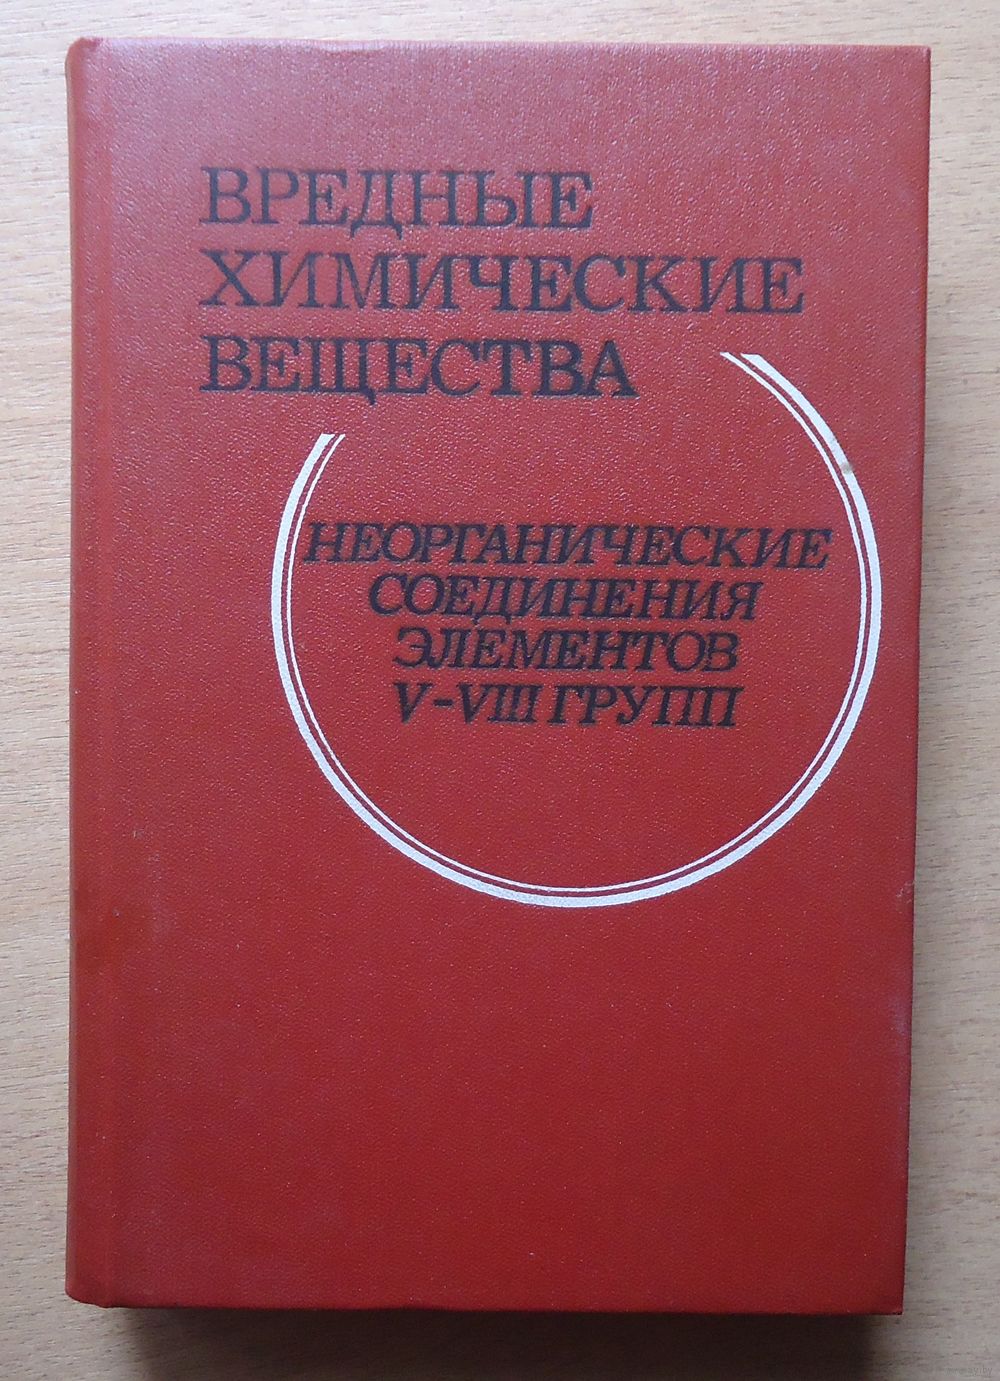 ВРЕДНЫЕ
ХИМИЧЕСКИЕ
ВЕЩЕСТВА
НЕОРГАНИЧЕСКИЕ
СОЕДИНЕНИЯ
ЭЛЕМЕНТОВ
V-VIII ГРУПП